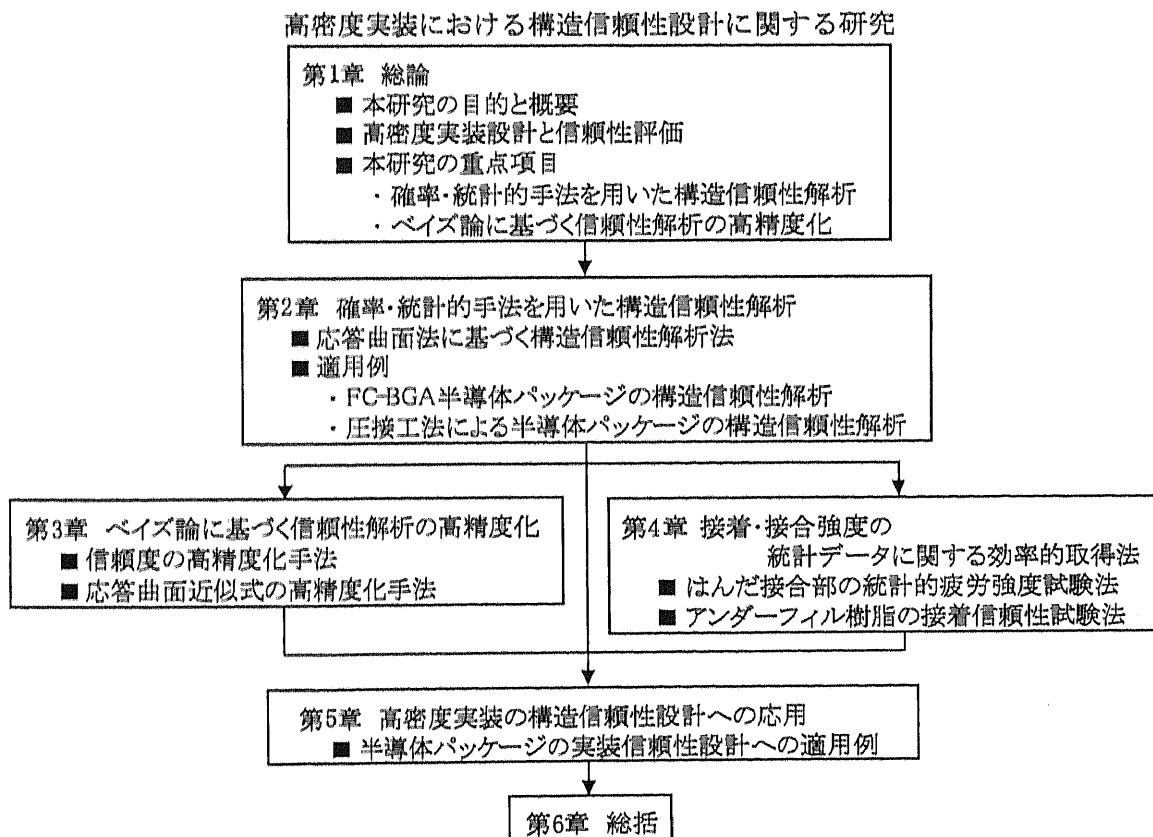 高密度実装における構造信頼性設計に関する研究
第1章 総論
■ 本研究の目的と概要
■ 高密度実装設計と信頼性評価
■ 本研究の重点項目
・ 確率・統計的手法を用いた構造信頼性解析
・ ベイズ論に基づく信頼性解析の高精度化
第2章 確率・統計的手法を用いた構造信頼性解析
■ 応答曲面法に基づく構造信頼性解析法
■ 適用例
・ FC-BGA半導体パッケージの構造信頼性解析
・ 圧接工法による半導体パッケージの構造信頼性解析
第3章 ベイズ論に基づく信頼性解析の高精度化
■ 信頼度の高精度化手法
■ 応答曲面近似式の高精度化手法
第4章 接着・接合強度の
統計データに関する効率的取得法
■ はんだ接合部の統計的疲労強度試験法
■ アンダーフィル樹脂の接着信頼性試験法
第5章 高密度実装の構造信頼性設計への応用
■ 半導体パッケージの実装信頼性設計への適用例
第6章 総括